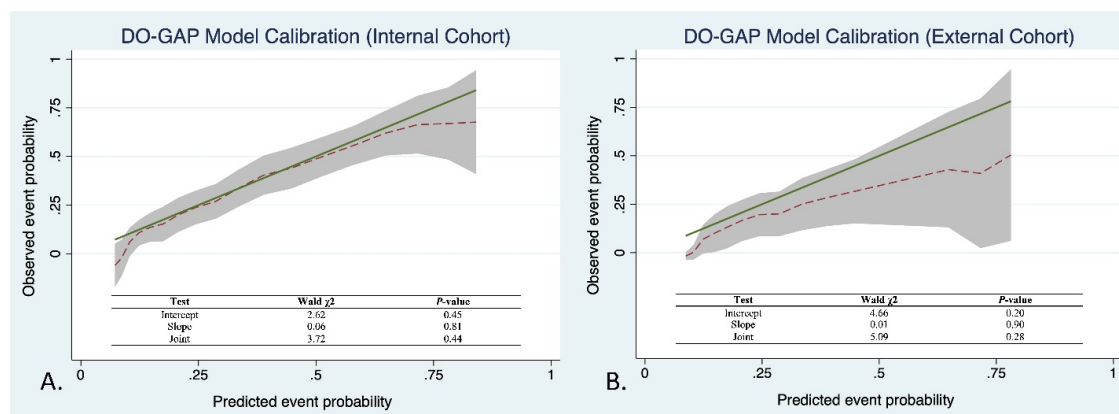 DO-GAP Model Calibration (Internal Cohort)
Observed event probability
1
.75
.5
.25
0
Test Wald χ2 P-value
Intercept 2.62 0.45
Slope 0.06 0.81
Joint 3.72 0.44
0 .25 .5 .75 1
A.
Predicted event probability
DO-GAP Model Calibration (External Cohort)
Observed event probability
1
.75
.5
.25
0
Test Wald χ2 P-value
Intercept 4.66 0.20
Slope 0.01 0.90
Joint 5.09 0.28
0 .25 .5 .75 1
B.
Predicted event probability